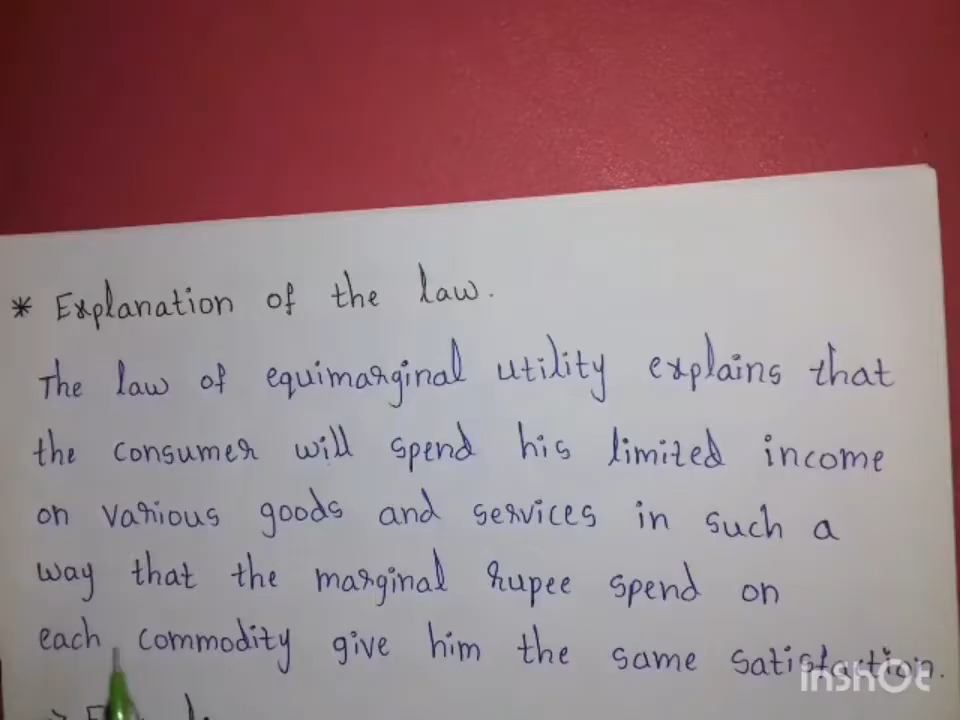 * Explanation of the law.
The law of equimarginal utility explains that
the consumer will spend his limited income
on various goods and services in such a
way that the marginal rupee spend on
each commodity give him the same satisfaction.
InShOt